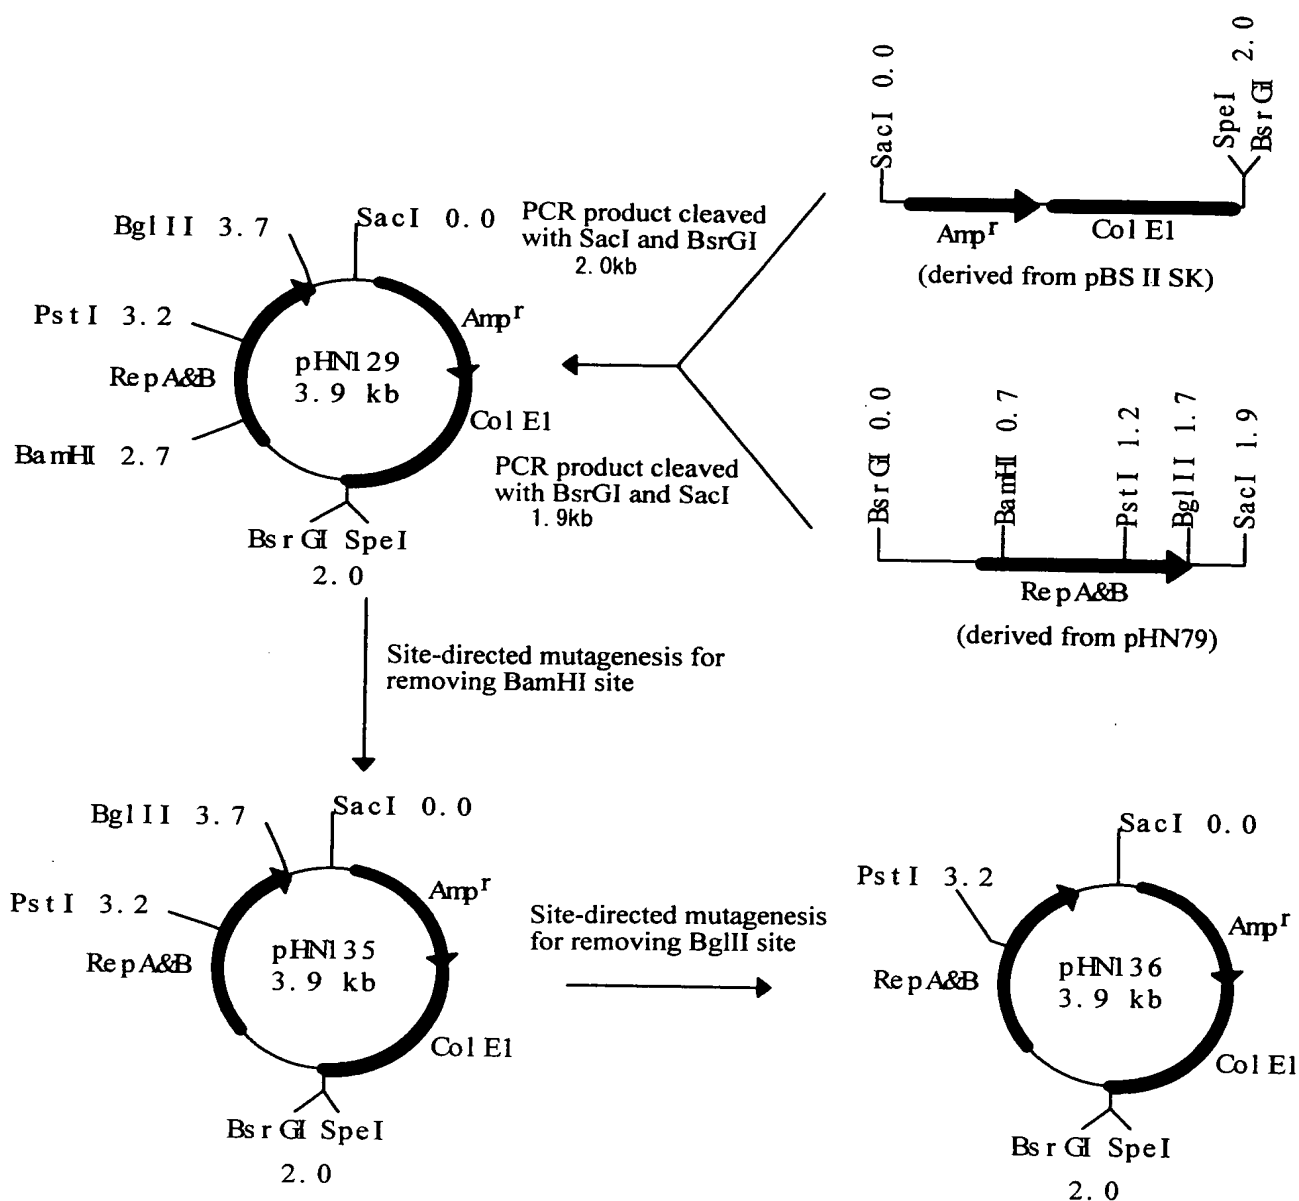 SacI 0.0
SpeI
BsrGI 2.0
Amp r
Col E1
(derived from pBS II SK)
BglII 3.7
SacI 0.0
PstI 3.2
RepA&B
BamHI 2.7
pHN129
3.9 kb
Amp r
Col E1
BsrGI SpeI
2.0
PCR product cleaved
with SacI and BsrGI
2.0kb
PCR product cleaved
with BsrGI and SacI
1.9kb
BsrGI 0.0
BamHI 0.7
PstI 1.2
BglII 1.7
SacI 1.9
RepA&B
(derived from pHN79)
Site-directed mutagenesis for
removing BamHI site
BglII 3.7
SacI 0.0
PstI 3.2
RepA&B
pHN135
3.9 kb
Amp r
Col E1
BsrGI SpeI
2.0
Site-directed mutagenesis
for removing BglII site
SacI 0.0
PstI 3.2
RepA&B
pHN136
3.9 kb
Amp r
Col E1
BsrGI SpeI
2.0